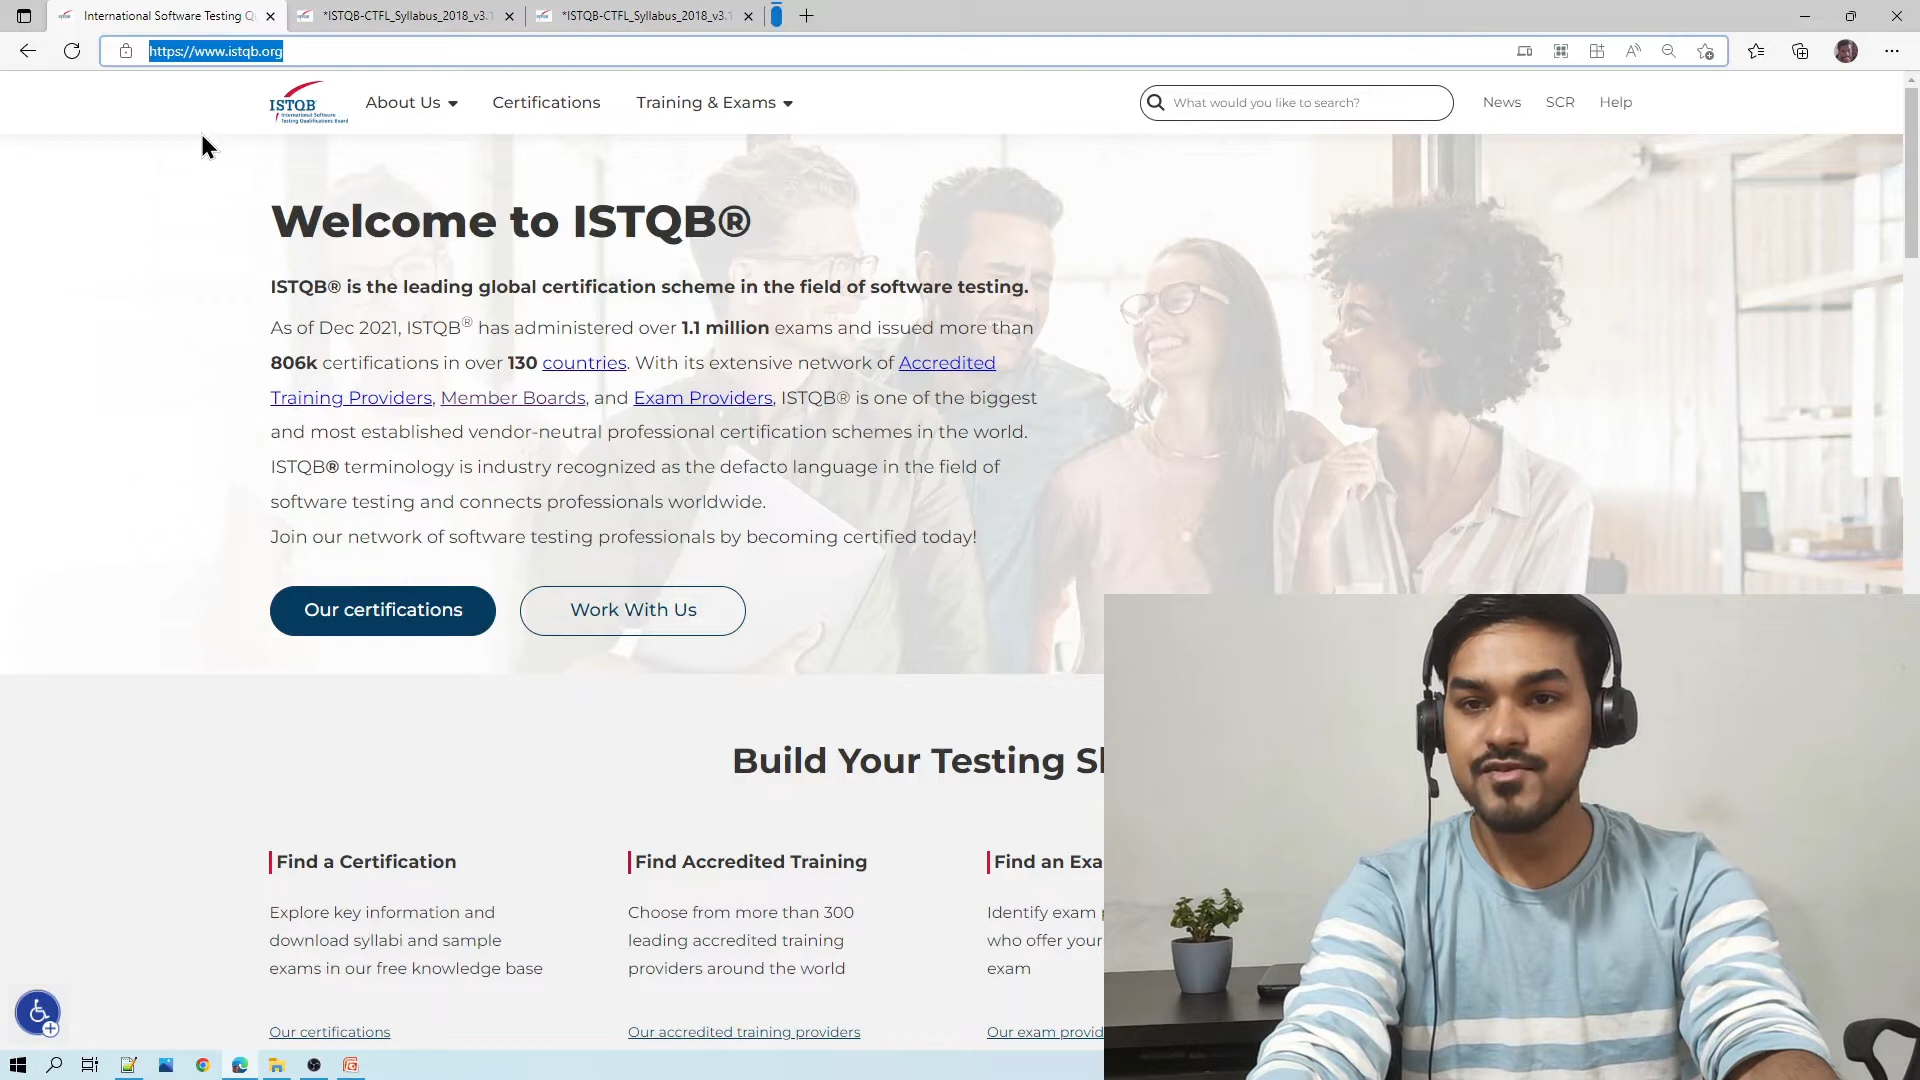 International Software Testing Q
*ISTQB-CTFL_Syllabus_2018_v3.1
*ISTQB-CTFL_Syllabus_2018_v3.1
https://www.istqb.org
ISTQB
International Software
Testing Qualifications Board
About Us
Certifications
Training & Exams
What would you like to search?
News
SCR
Help
Welcome to ISTQB®
ISTQB® is the leading global certification scheme in the field of software testing.
As of Dec 2021, ISTQB® has administered over 1.1 million exams and issued more than
806k certifications in over 130 countries. With its extensive network of Accredited
Training Providers, Member Boards, and Exam Providers, ISTQB® is one of the biggest
and most established vendor-neutral professional certification schemes in the world.
ISTQB® terminology is industry recognized as the defacto language in the field of
software testing and connects professionals worldwide.
Join our network of software testing professionals by becoming certified today!
Our certifications
Work With Us
Build Your Testing S
Find a Certification
Explore key information and
download syllabi and sample
exams in our free knowledge base
Our certifications
Find Accredited Training
Choose from more than 300
leading accredited training
providers around the world
Our accredited training providers
Find an Exa
Identify exam
who offer your
exam
Our exam provid